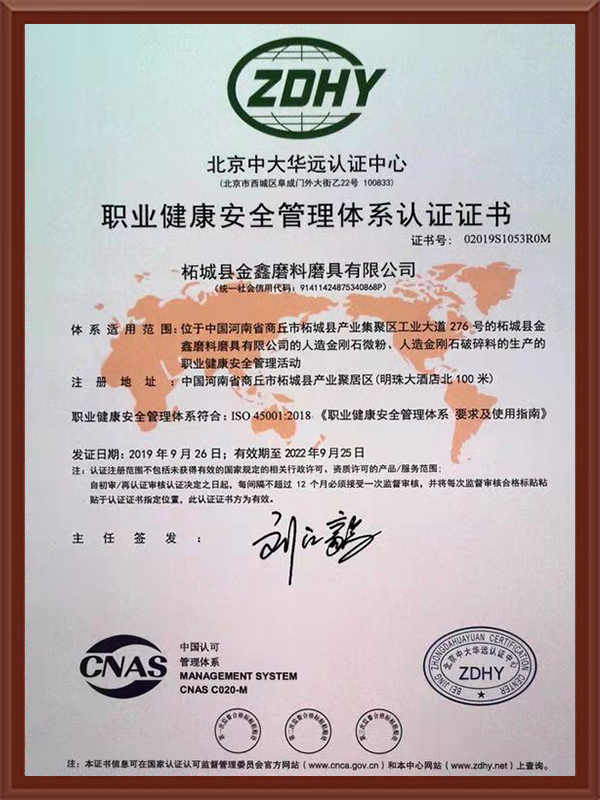 ZDHY
北京中大华远认证中心
(北京市西城区阜成门外大街乙22号 100833)
职业健康安全管理体系认证证书
证书号: 02019S1053R0M
柘城县金鑫磨料磨具有限公司
(统一社会信用代码: 91411424875340868P)
体系适用范围: 位于中国河南省商丘市柘城县产业集聚区工业大道 276 号的柘城县金
鑫磨料磨具有限公司的人造金刚石微粉、人造金刚石破碎料的生产的
职业健康安全管理活动
注册地址: 中国河南省商丘市柘城县产业聚居区(明珠大酒店北 100 米)
职业健康安全管理体系符合: ISO 45001:2018 《职业健康安全管理体系 要求及使用指南》
发证日期: 2019 年 9 月 26 日; 有效期至 2022 年 9 月 25 日
注: 认证注册范围不包括未获得有效的国家规定的相关行政许可、资质许可的产品/服务范围;
自初审/再认证审核认证决定之日起, 每间隔不超过 12 个月必须接受一次监督审核, 并将每次监督审核合格标贴粘
贴于认证证书指定位置, 此认证证书方为有效。
主任签发:
CNAS
中国认可
管理体系
MANAGEMENT SYSTEM
CNAS C020-M
BEI JING ZHONGDAHUAYUAN CERTIFICATION CENTER
北京中大华远认证中心
ZDHY
注: 本证书信息可在国家认证认可监督管理委员会官方网站 (www.cnca.gov.cn) 和本中心网站 (www.zdhy.net) 上查询。